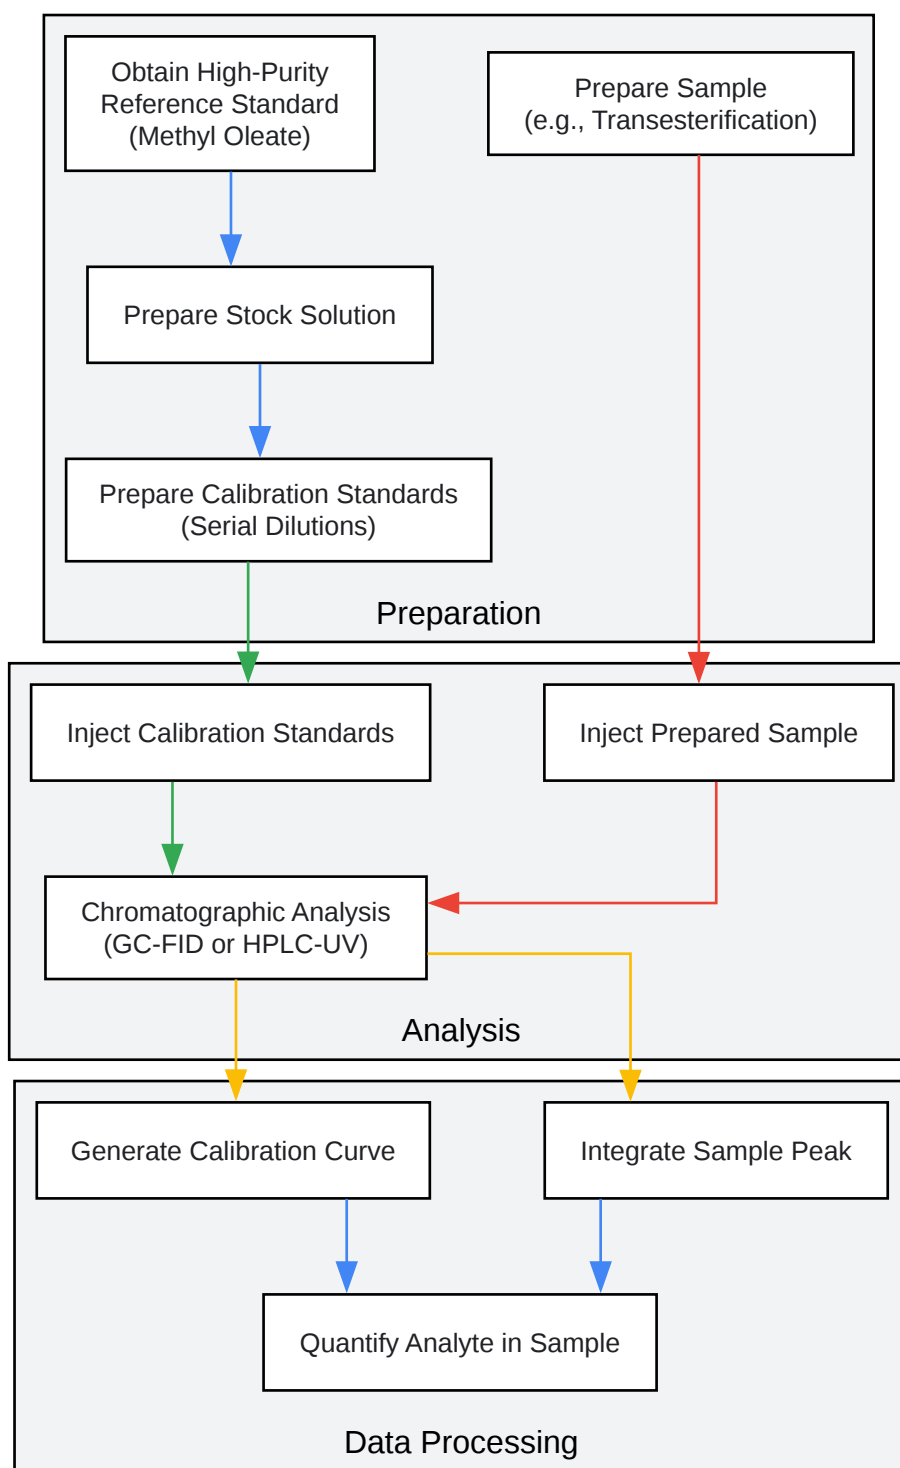 Obtain High-Purity
Reference Standard
(Methyl Oleate)
Prepare Sample
(e.g., Transesterification)
Prepare Stock Solution
Prepare Calibration Standards
(Serial Dilutions)
Preparation
Inject Calibration Standards
Inject Prepared Sample
Chromatographic Analysis
(GC-FID or HPLC-UV)
Analysis
Generate Calibration Curve
Integrate Sample Peak
Quantify Analyte in Sample
Data Processing